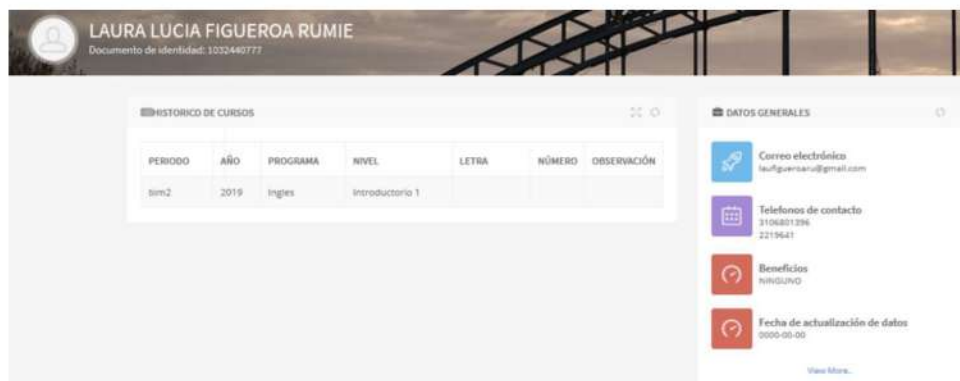 LAURA LUCIA FIGUEROA RUMIE
Documento de identidad: 1032440777
HISTORICO DE CURSOS
PERIODO AÑO PROGRAMA NIVEL LETRA NÚMERO OBSERVACIÓN
bim2 2019 Ingles Introductorio 1
DATOS GENERALES
Correo electrónico
laufigueroaru@gmail.com
Telefonos de contacto
3106801396
2219641
Beneficios
NINGUNO
Fecha de actualización de datos
0000-00-00
View More..